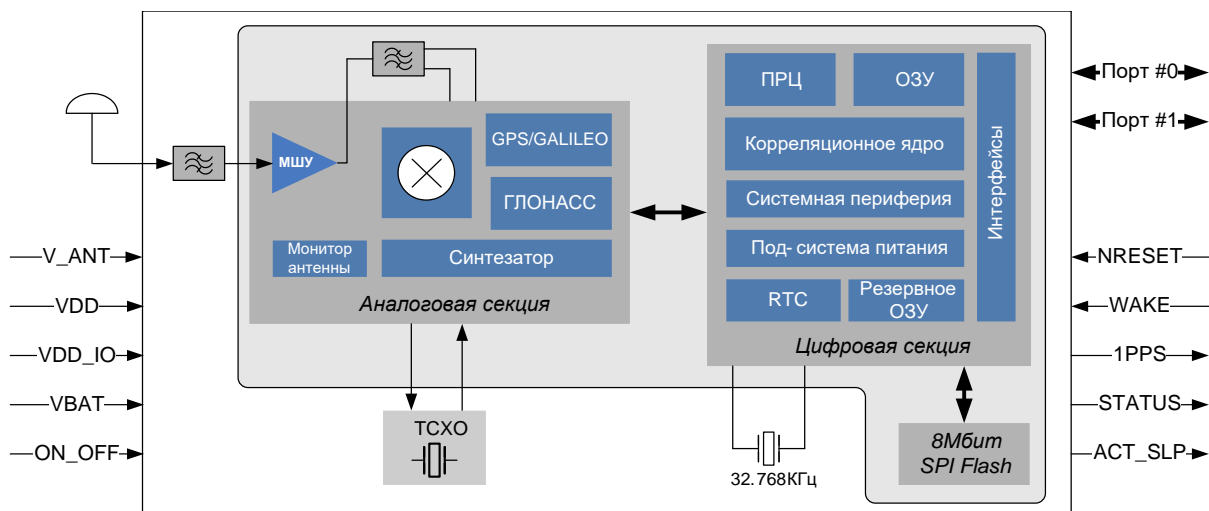 V_ANT
VDD
VDD_IO
VBAT
ON_OFF
МШУ
GPS/GALILEO
ГЛОНАСС
Монитор
антенны
Синтезатор
Аналоговая секция
TCXO
ПРЦ
ОЗУ
Корреляционное ядро
Системная периферия
Под- система питания
RTC
Резервное
ОЗУ
Интерфейсы
Цифровая секция
32.768КГц
8Мбит
SPI Flash
Порт #0
Порт #1
NRESET
WAKE
1PPS
STATUS
ACT_SLP